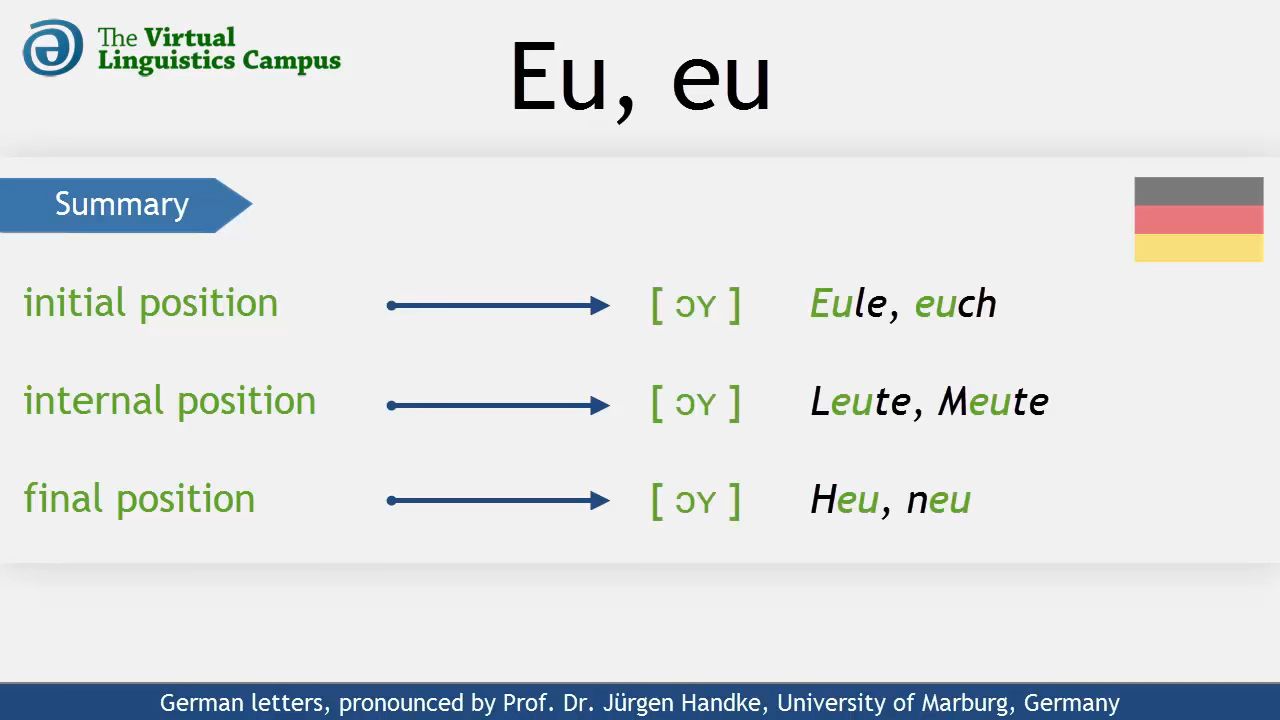 The Virtual
Linguistics Campus
Eu, eu
Summary
initial position [ ɔʏ ] Eule, euch
internal position [ ɔʏ ] Leute, Meute
final position [ ɔʏ ] Heu, neu
German letters, pronounced by Prof. Dr. Jürgen Handke, University of Marburg, Germany